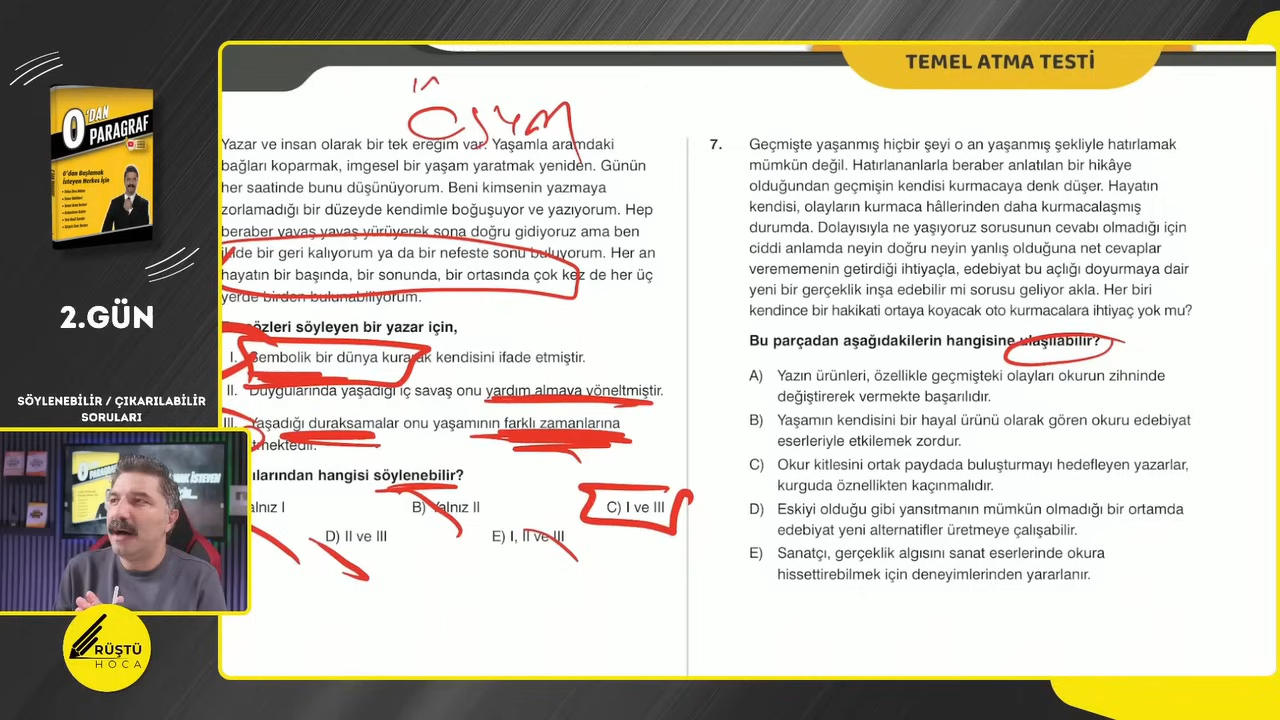 TEMEL ATMA TESTİ
ÖSYM
0'DAN
PARAGRAF
0'dan Başlamak
İsteyen Herkes İçin
2.GÜN
SÖYLENEBİLİR / ÇIKARILABİLİR
SORULARI
RÜŞTÜ
HOCA
Yazar ve insan olarak bir tek ereğim var. Yaşamla aramdaki
bağları koparmak, imgesel bir yaşam yaratmak yeniden. Günün
her saatinde bunu düşünüyorum. Beni kimsenin yazmaya
zorlamadığı bir düzeyde kendimle boğuşuyor ve yazıyorum. Hep
beraber yavaş yavaş yürüyerek sona doğru gidiyoruz ama ben
ikide bir geri kalıyorum ya da bir nefeste sonu buluyorum. Her an
hayatın bir başında, bir sonunda, bir ortasında çok kez de her üç
yerde birden bulunabiliyorum.
sözleri söyleyen bir yazar için,
I. Sembolik bir dünya kurarak kendisini ifade etmiştir.
II. Duygularında yaşadığı iç savaş onu yardım almaya yöneltmiştir.
III. Yaşadığı duraksamalar onu yaşamının farklı zamanlarına
mektedir.
ılarından hangisi söylenebilir?
alnız I
B) Yalnız II
C) I ve III
D) II ve III
E) I, II ve III
7. Geçmişte yaşanmış hiçbir şeyi o an yaşanmış şekliyle hatırlamak
mümkün değil. Hatırlananlarla beraber anlatılan bir hikâye
olduğundan geçmişin kendisi kurmacaya denk düşer. Hayatın
kendisi, olayların kurmaca hâllerinden daha kurmacalaşmış
durumda. Dolayısıyla ne yaşıyoruz sorusunun cevabı olmadığı için
ciddi anlamda neyin doğru neyin yanlış olduğuna net cevaplar
verememenin getirdiği ihtiyaçla, edebiyat bu açlığı doyurmaya dair
yeni bir gerçeklik inşa edebilir mi sorusu geliyor akla. Her biri
kendince bir hakikati ortaya koyacak oto kurmacalara ihtiyaç yok mu?
Bu parçadan aşağıdakilerin hangisine ulaşılabilir?
A) Yazın ürünleri, özellikle geçmişteki olayları okurun zihninde
değiştirerek vermekte başarılıdır.
B) Yaşamın kendisini bir hayal ürünü olarak gören okuru edebiyat
eserleriyle etkilemek zordur.
C) Okur kitlesini ortak paydada buluşturmayı hedefleyen yazarlar,
kurguda öznellikten kaçınmalıdır.
D) Eskiyi olduğu gibi yansıtmanın mümkün olmadığı bir ortamda
edebiyat yeni alternatifler üretmeye çalışabilir.
E) Sanatçı, gerçeklik algısını sanat eserlerinde okura
hissettirebilmek için deneyimlerinden yararlanır.